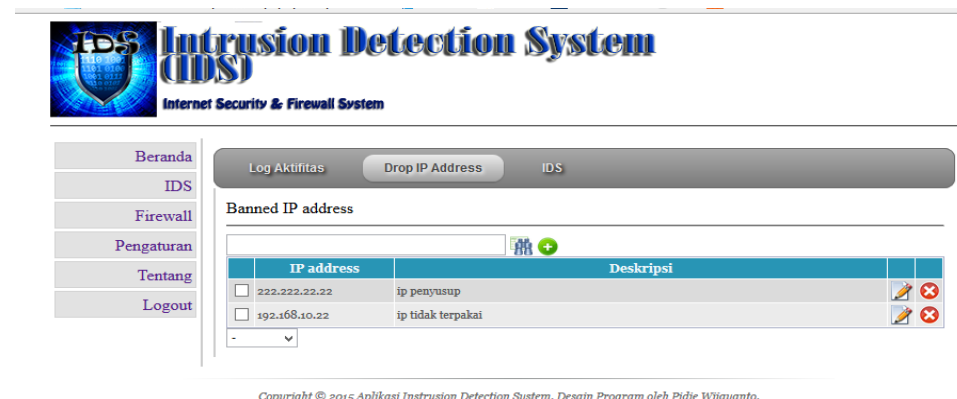 IDS
Intrusion Detection System
(IDS)
Internet Security & Firewall System
Beranda
IDS
Firewall
Pengaturan
Tentang
Logout
Log Aktifitas Drop IP Address IDS
Banned IP address
IP address Deskripsi
222.222.22.22 ip penyusup
192.168.10.22 ip tidak terpakai
-
Copyright © 2015 Aplikasi Instrusion Detection System. Desain Program oleh Pidie Wijayanto.